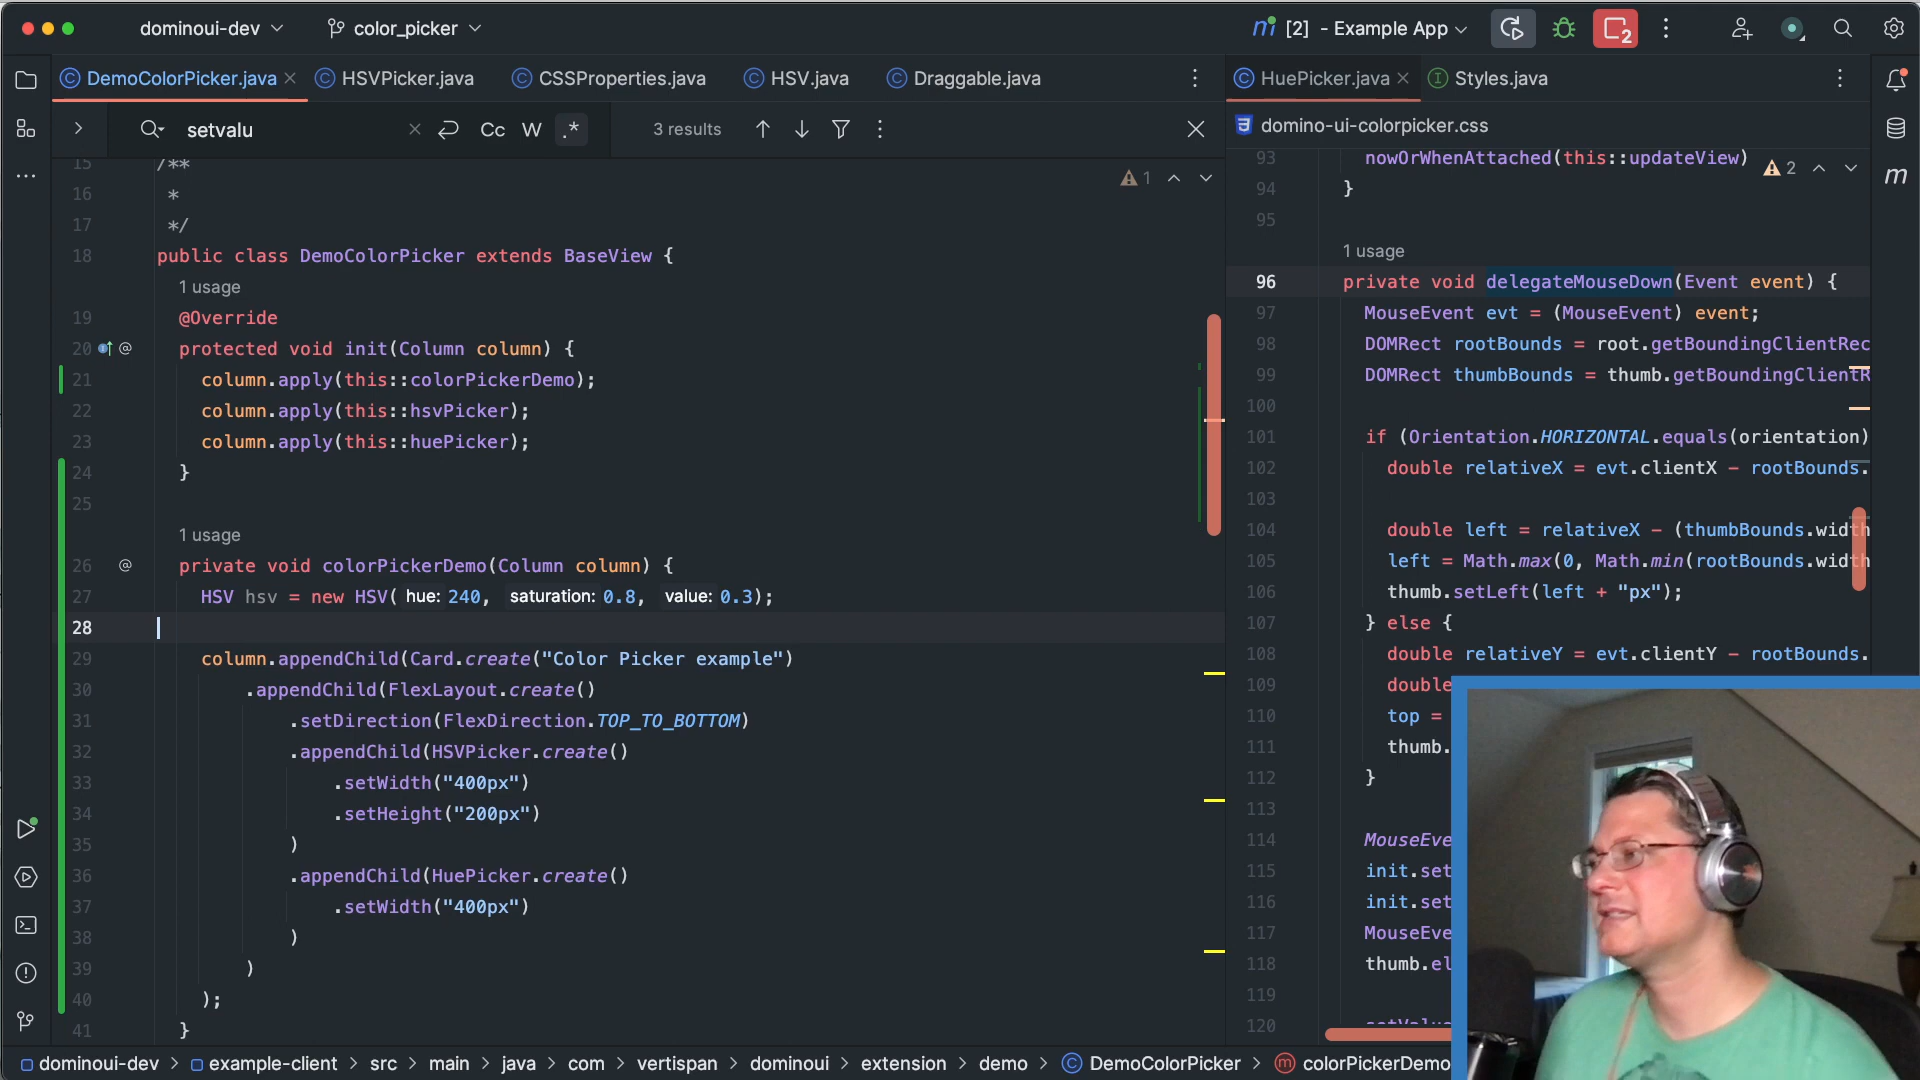 dominoui-dev
color_picker
[2] - Example App
2
DemoColorPicker.java
HSVPicker.java
CSSProperties.java
HSV.java
Draggable.java
HuePicker.java
Styles.java
setvalu
Cc
W
.*
3 results
domino-ui-colorpicker.css
15 /**
16 *
17 */
18 public class DemoColorPicker extends BaseView {
1 usage
19 @Override
20 protected void init(Column column) {
21 column.apply(this::colorPickerDemo);
22 column.apply(this::hsvPicker);
23 column.apply(this::huePicker);
24 }
25
1 usage
26 private void colorPickerDemo(Column column) {
27 HSV hsv = new HSV( hue: 240, saturation: 0.8, value: 0.3);
28
29 column.appendChild(Card.create("Color Picker example")
30 .appendChild(FlexLayout.create()
31 .setDirection(FlexDirection.TOP_TO_BOTTOM)
32 .appendChild(HSVPicker.create()
33 .setWidth("400px")
34 .setHeight("200px")
35 )
36 .appendChild(HuePicker.create()
37 .setWidth("400px")
38 )
39 )
40 );
41 }
1
93 nowOrWhenAttached(this::updateView)
2
94 }
95
1 usage
96 private void delegateMouseDown(Event event) {
97 MouseEvent evt = (MouseEvent) event;
98 DOMRect rootBounds = root.getBoundingClientRec
99 DOMRect thumbBounds = thumb.getBoundingClientR
100
101 if (Orientation.HORIZONTAL.equals(orientation)
102 double relativeX = evt.clientX - rootBounds.
103
104 double left = relativeX - (thumbBounds.width
105 left = Math.max(0, Math.min(rootBounds.width
106 thumb.setLeft(left + "px");
107 } else {
108 double relativeY = evt.clientY - rootBounds.
109 double
110 top =
111 thumb.
112 }
113
114 MouseEve
115 init.set
116 init.set
117 MouseEve
118 thumb.el
119
120
dominoui-dev > example-client > src > main > java > com > vertispan > dominoui > extension > demo > DemoColorPicker > colorPickerDemo